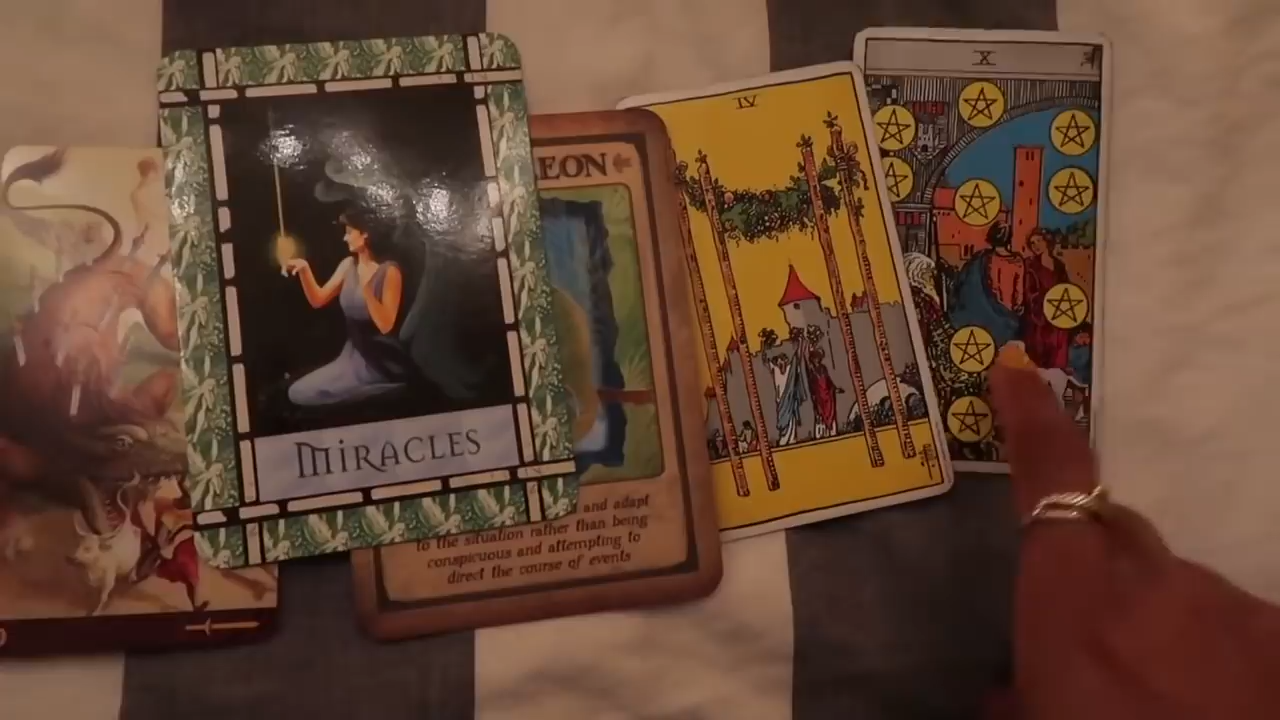 X
IV
EON
MiRACLES
and adapt
to the situation rather than being
conspicuous and attempting to
direct the course of events